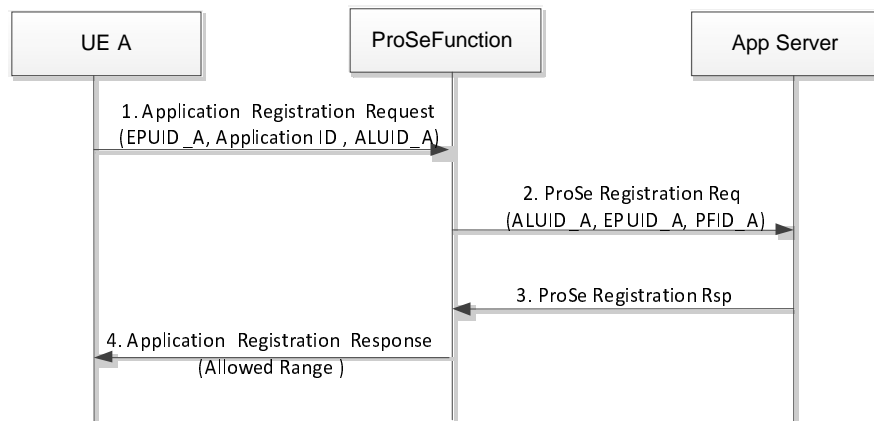 UE A
ProSeFunction
App Server
1. Application Registration Request
(EPUID_A, Application ID , ALUID_A)
2. ProSe Registration Req
(ALUID_A, EPUID_A, PFID_A)
3. ProSe Registration Rsp
4. Application Registration Response
(Allowed Range )